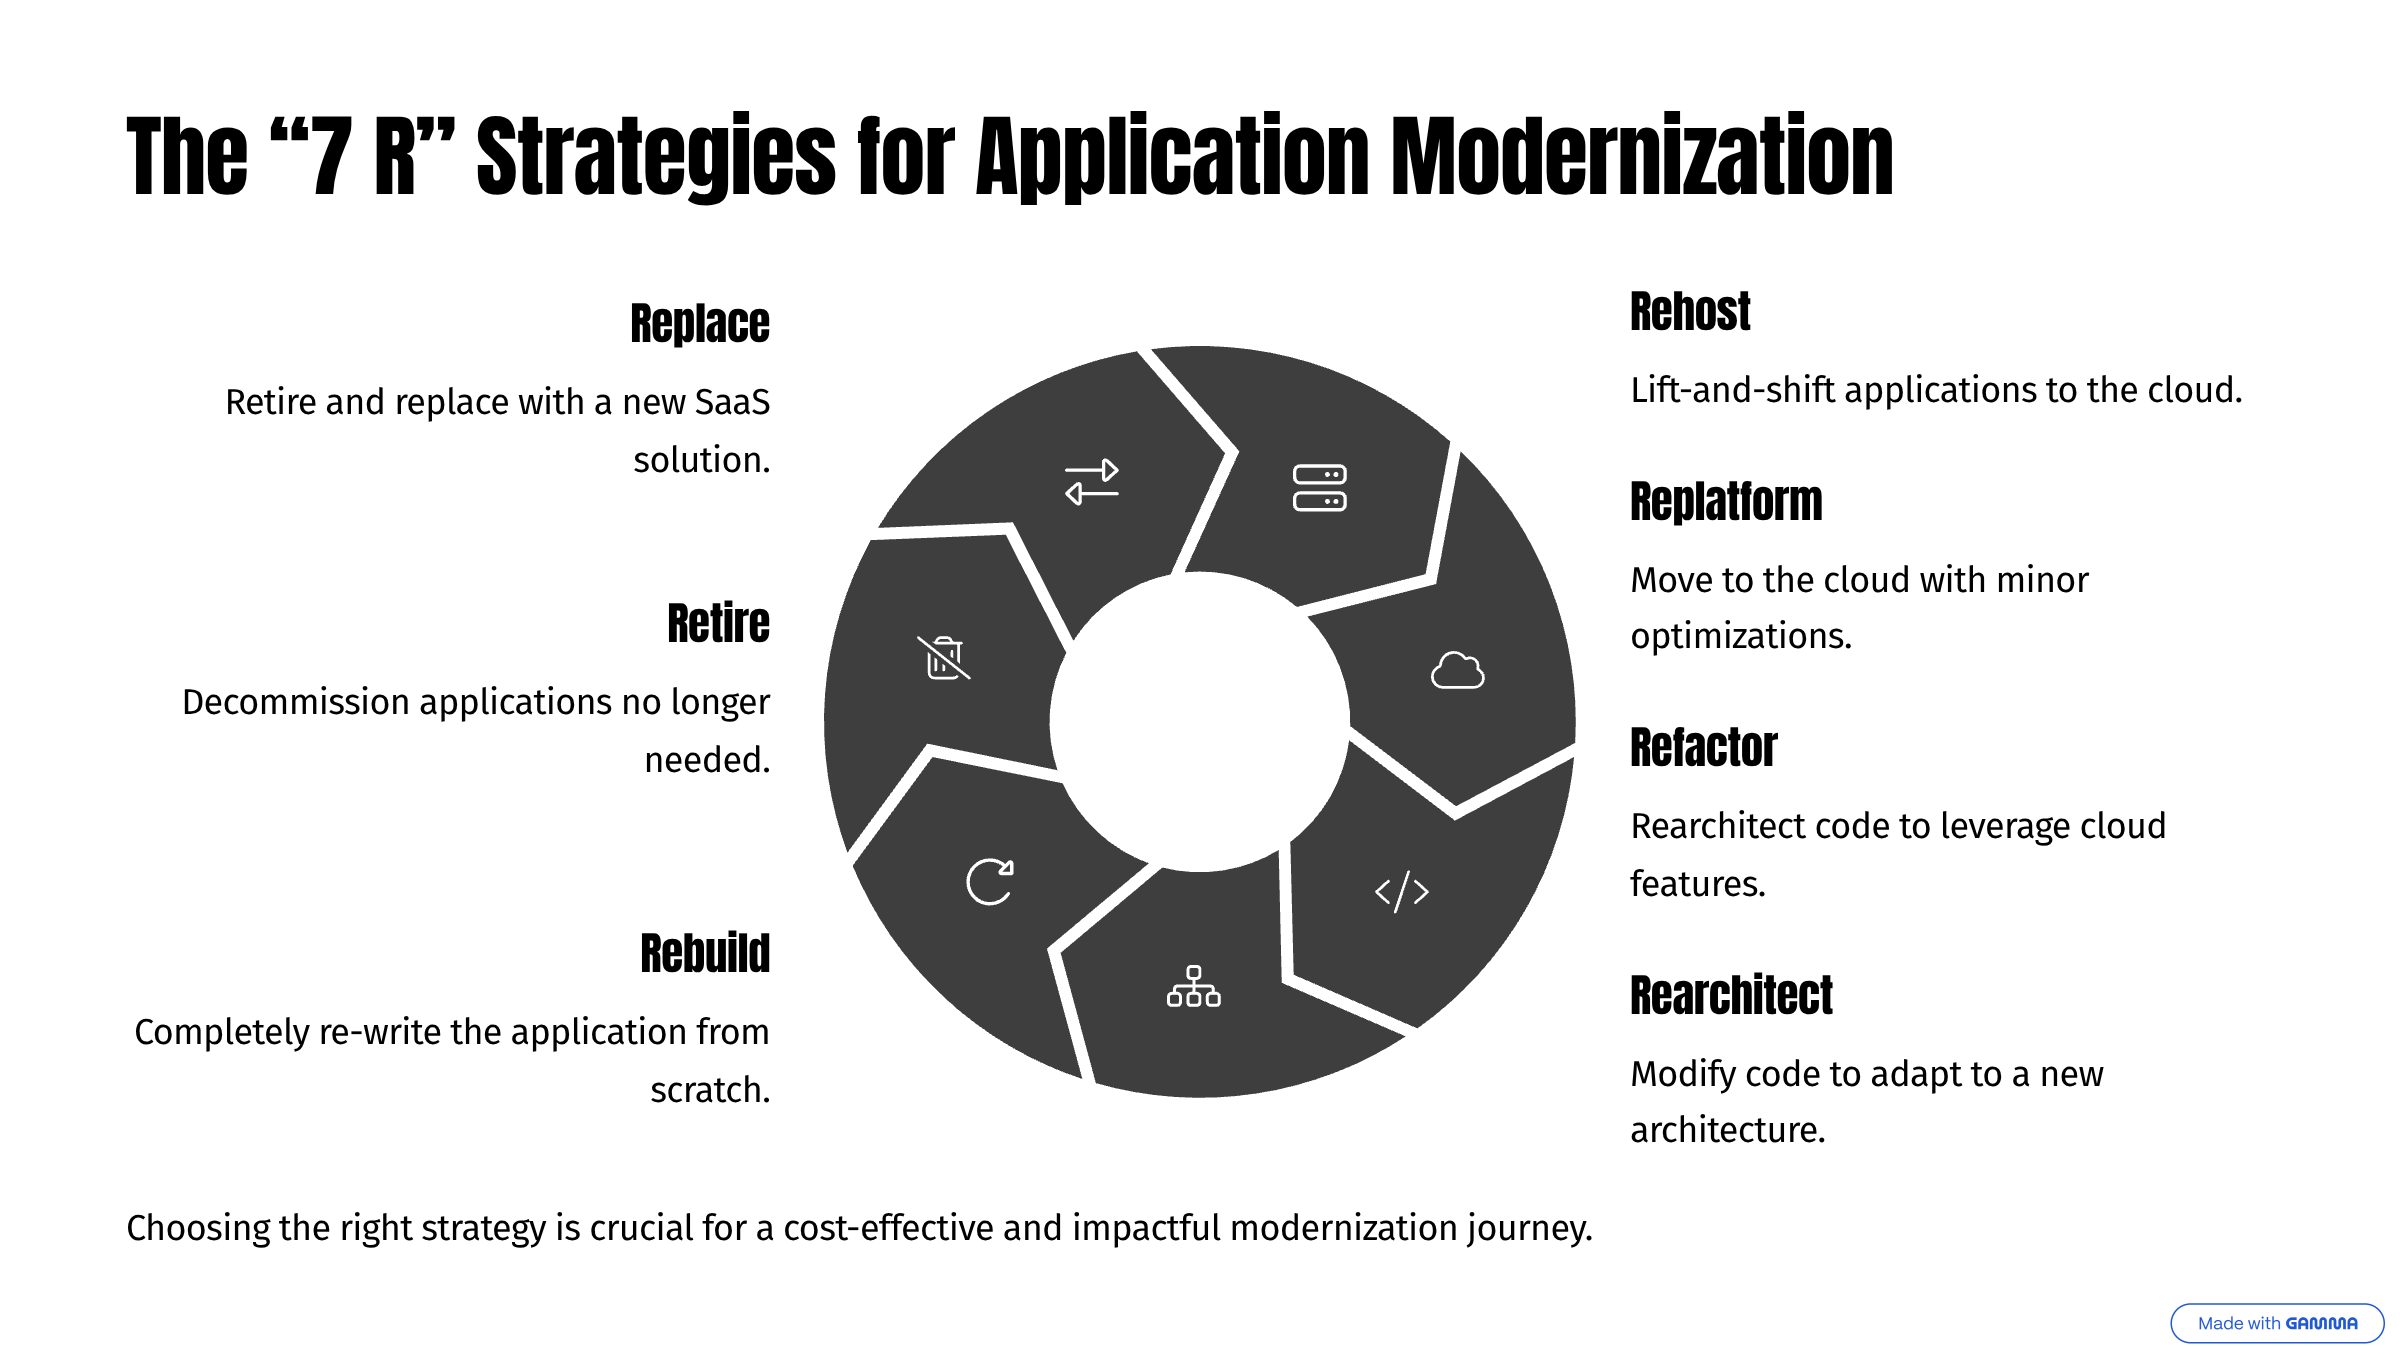 The “7 R” Strategies for Application Modernization
Replace
Retire and replace with a new SaaS
solution.
Retire
Decommission applications no longer
needed.
Rebuild
Completely re-write the application from
scratch.
Rehost
Lift-and-shift applications to the cloud.
Replatform
Move to the cloud with minor
optimizations.
Refactor
Rearchitect code to leverage cloud
features.
Rearchitect
Modify code to adapt to a new
architecture.
Choosing the right strategy is crucial for a cost-effective and impactful modernization journey.
Made with GAMMA